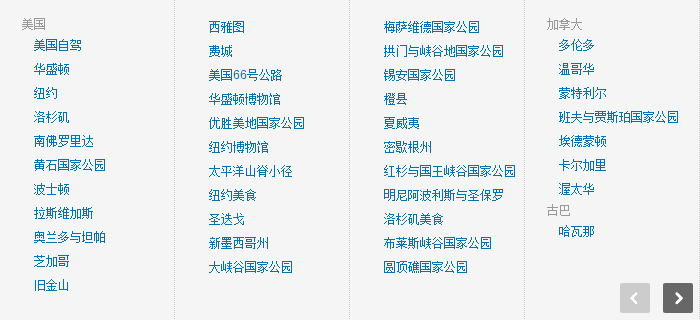 美国
美国自驾
华盛顿
纽约
洛杉矶
南佛罗里达
黄石国家公园
波士顿
拉斯维加斯
奥兰多与坦帕
芝加哥
旧金山
西雅图
费城
美国66号公路
华盛顿博物馆
优胜美地国家公园
纽约博物馆
太平洋山脊小径
纽约美食
圣迭戈
新墨西哥州
大峡谷国家公园
梅萨维德国家公园
拱门与峡谷地国家公园
锡安国家公园
橙县
夏威夷
密歇根州
红杉与国王峡谷国家公园
明尼阿波利斯与圣保罗
洛杉矶美食
布莱斯峡谷国家公园
圆顶礁国家公园
加拿大
多伦多
温哥华
蒙特利尔
班夫与贾斯珀国家公园
埃德蒙顿
卡尔加里
渥太华
古巴
哈瓦那